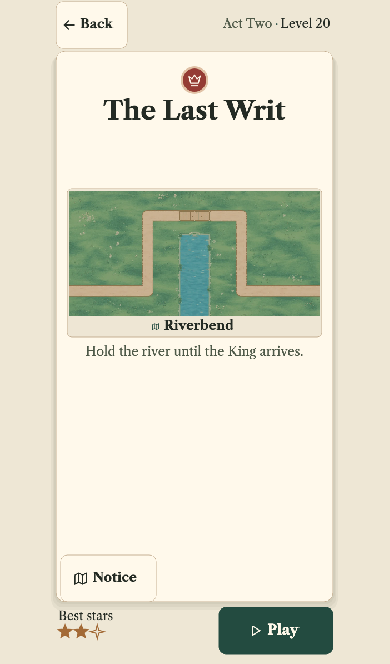 Back
Act Two · Level 20
The Last Writ
Riverbend
Hold the river until the King arrives.
Notice
Best stars
Play